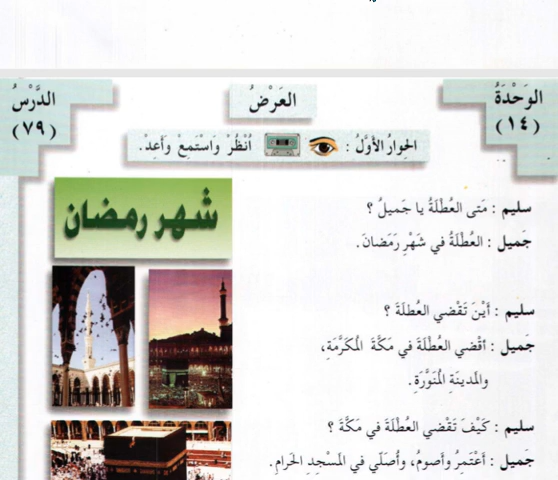 الوَحْدَةُ
(١٤)
العَرْضُ
الدَّرْسُ
(٧٩)
الحِوارُ الأَوَّلُ : اُنْظُرْ وَاسْتَمِعْ وَأَعِدْ.
شهر رمضان
سليم : مَتى العُطْلَةُ يا جَميلُ ؟
جَميل : العُطْلَةُ في شَهْرِ رَمَضانَ.
سليم : أَيْنَ تَقْضي العُطْلَةَ ؟
جَميل : أَقْضي العُطْلَةَ في مَكَّةَ المُكَرَّمَةِ،
والمَدينَةِ المُنَوَّرَةِ.
سليم : كَيْفَ تَقْضي العُطْلَةَ في مَكَّةَ ؟
جَميل : أَعْتَمِرُ وأَصومُ، وأُصَلّي في المَسْجِدِ الحَرامِ.